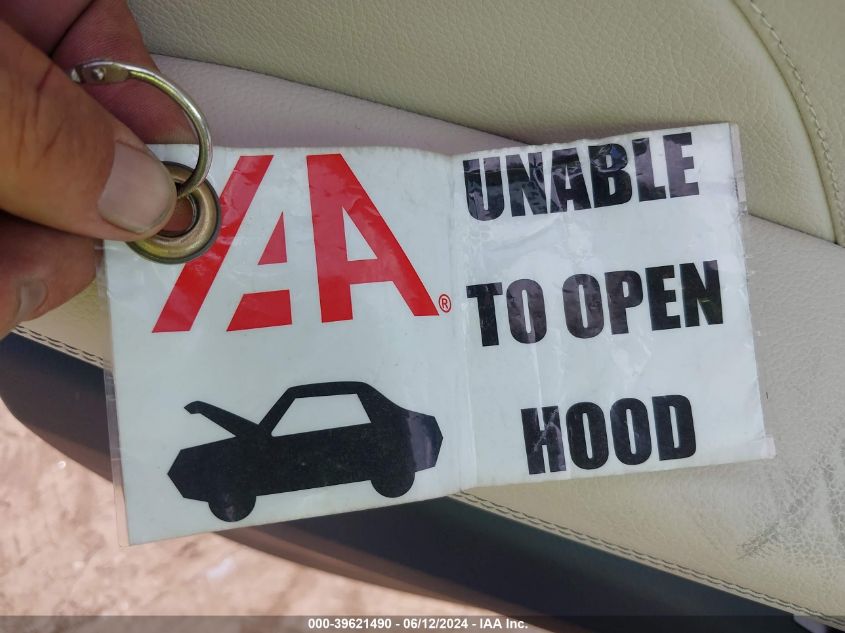 IAA®
UNABLE
TO OPEN
HOOD
000-39621490 - 06/12/2024 - IAA Inc.